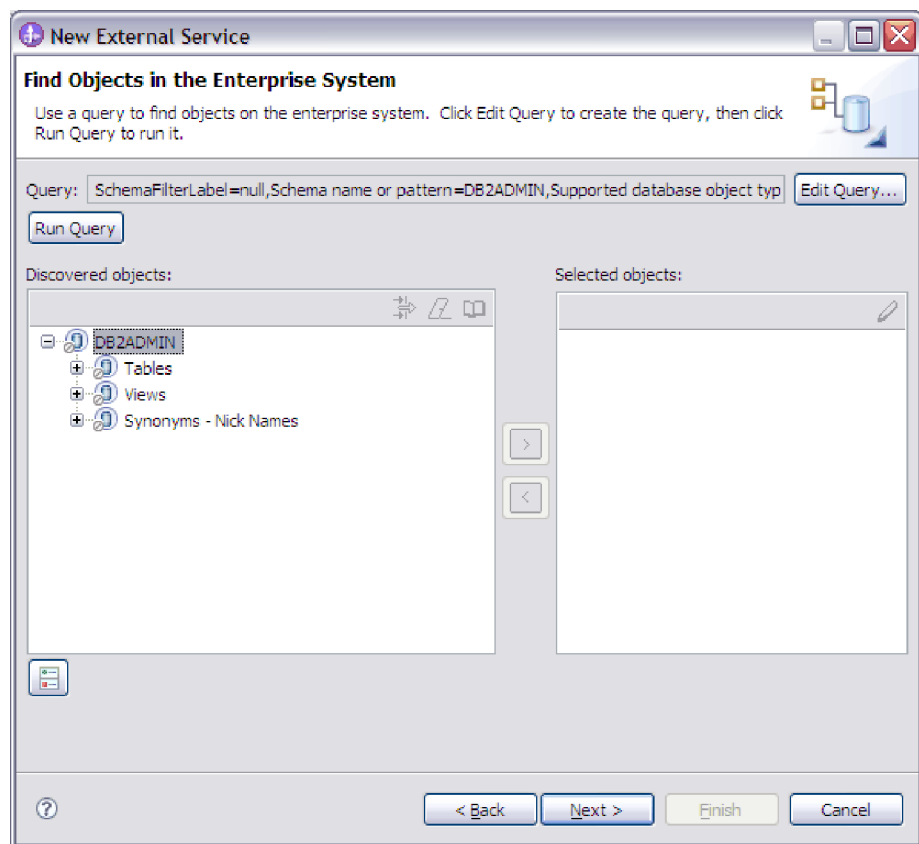 New External Service
Find Objects in the Enterprise System
Use a query to find objects on the enterprise system.  Click Edit Query to create the query, then click
Run Query to run it.
Query: SchemaFilterLabel=null,Schema name or pattern=DB2ADMIN,Supported database object typ Edit Query...
Run Query
Discovered objects: Selected objects:
DB2ADMIN
Tables
Views
Synonyms - Nick Names
>
<
? < Back Next > Finish Cancel